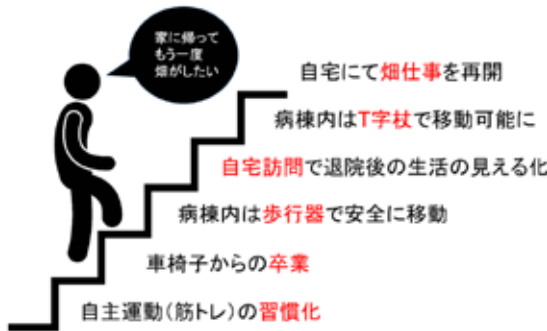 家に帰って
もう一度
畑がしたい
自宅にて畑仕事を再開
病棟内はT字杖で移動可能に
自宅訪問で退院後の生活の見える化
病棟内は歩行器で安全に移動
車椅子からの卒業
自主運動(筋トレ)の習慣化